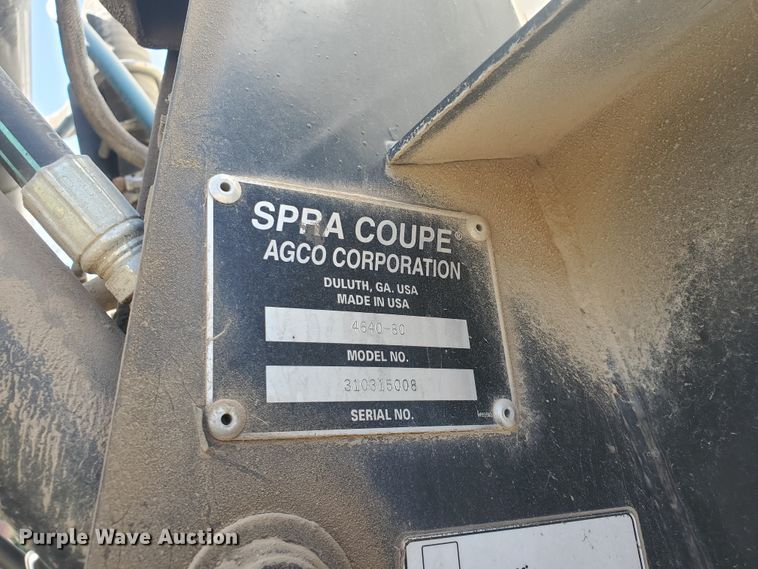 SPRA COUPE®
AGCO CORPORATION
DULUTH, GA. USA
MADE IN USA
4640-80
MODEL NO.
310315008
SERIAL NO.
Purple Wave Auction